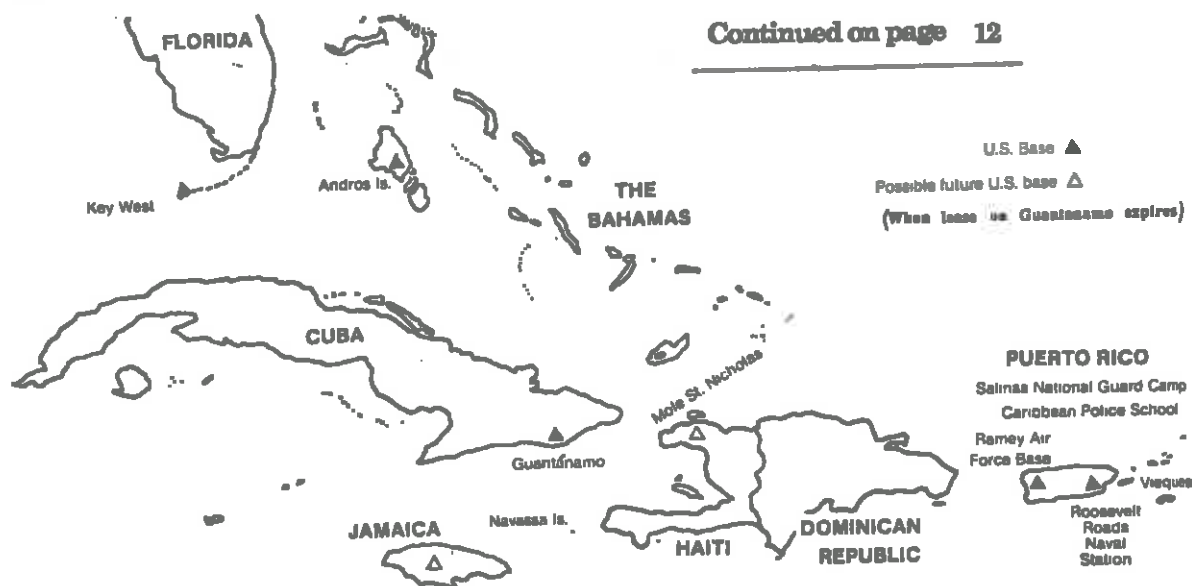 Continued on page 12
FLORIDA
U.S. Base
Possible future U.S. base
(When lease Guantanamo expires)
Andros Is.
Key West
THE
BAHAMAS
CUBA
Mole St. Nicholas
PUERTO RICO
Salinas National Guard Camp
Caribbean Police School
Ramey Air
Force Base
Vieques
Guantánamo
Roosevelt
Roads
Naval
Station
Navassa Is.
JAMAICA
HAITI
DOMINICAN
REPUBLIC